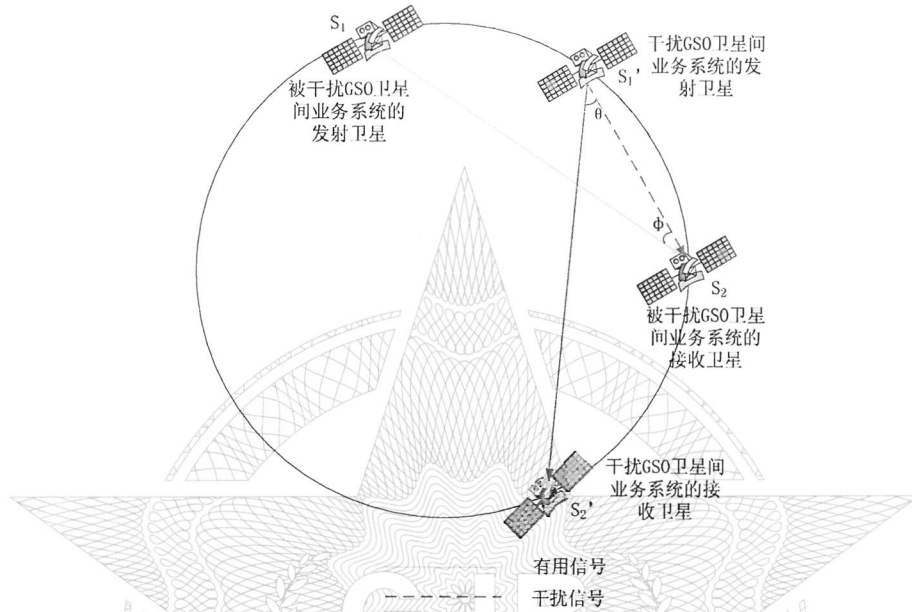 S₁
被干扰GSO卫星
间业务系统的
发射卫星
干扰GSO卫星间
业务系统的发
射卫星
S₁'
θ
Φ
S₂
被干扰GSO卫星
间业务系统的
接收卫星
干扰GSO卫星间
业务系统的接
收卫星
S₂'
有用信号
干扰信号